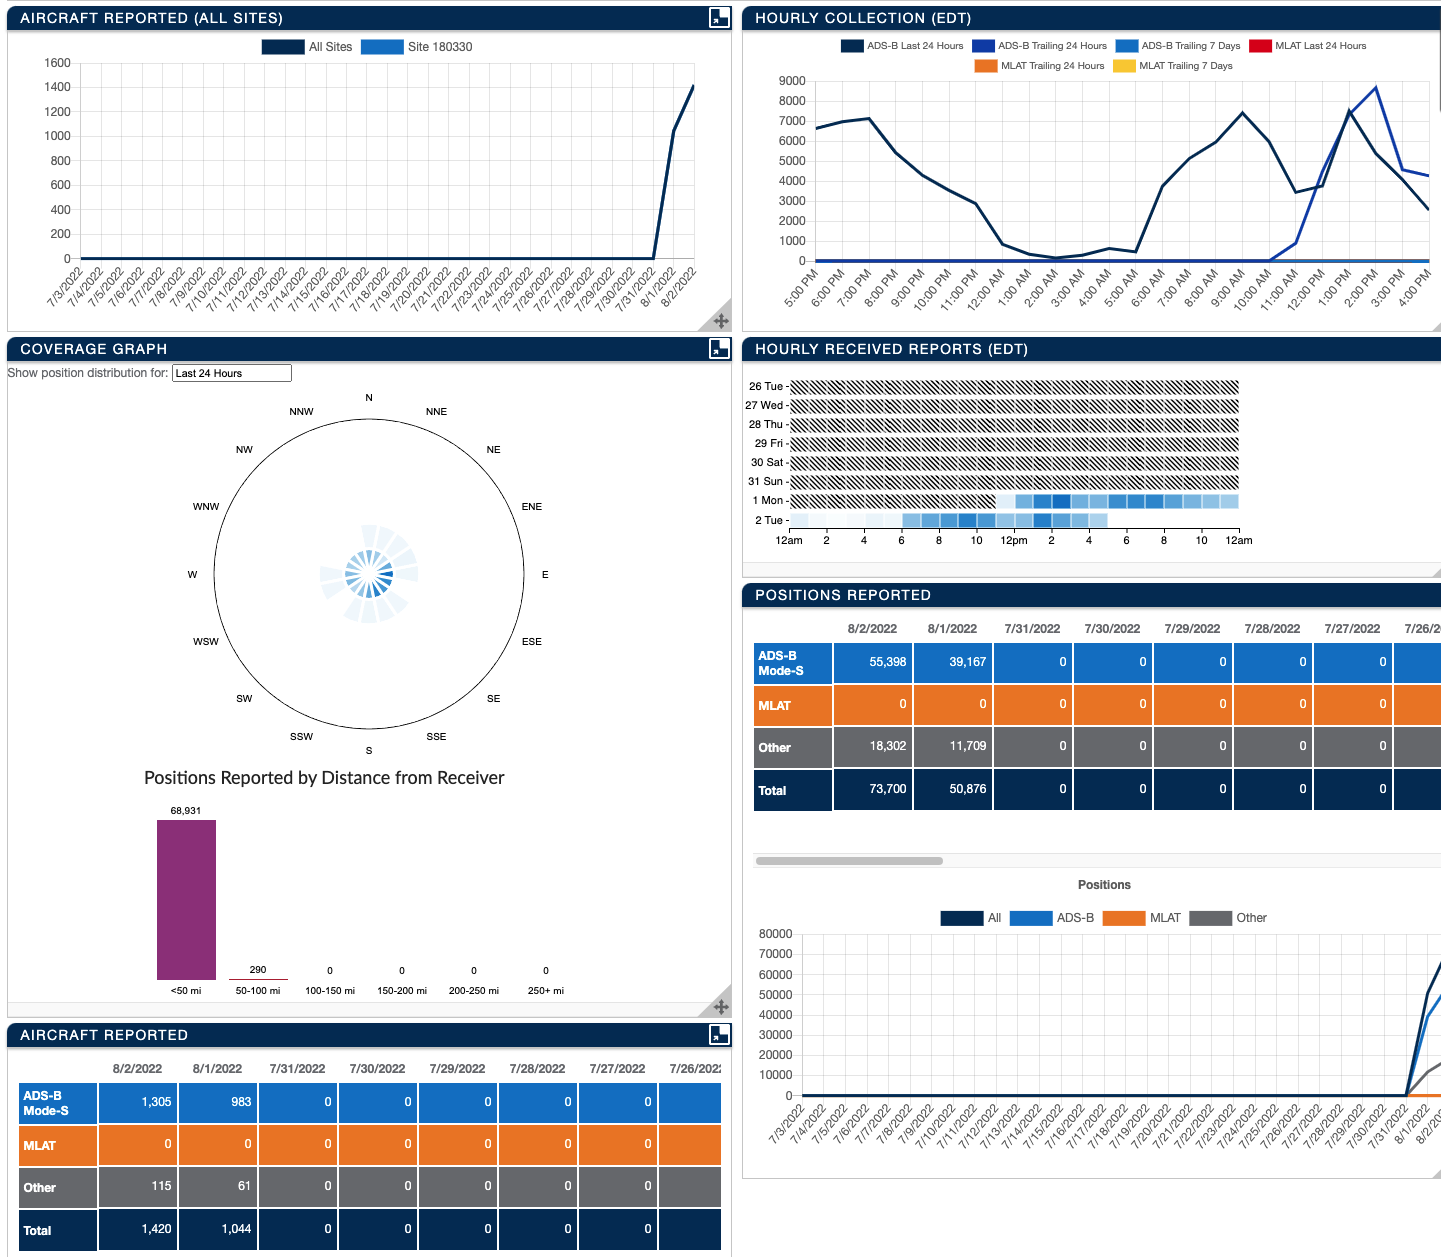 AIRCRAFT REPORTED (ALL SITES)
All Sites Site 180330
1600
1400
1200
1000
800
600
400
200
0
7/3/2022 7/4/2022 7/5/2022 7/6/2022 7/7/2022 7/8/2022 7/9/2022 7/10/2022 7/11/2022 7/12/2022 7/13/2022 7/14/2022 7/15/2022 7/16/2022 7/17/2022 7/18/2022 7/19/2022 7/20/2022 7/21/2022 7/22/2022 7/23/2022 7/24/2022 7/25/2022 7/26/2022 7/27/2022 7/28/2022 7/29/2022 7/30/2022 7/31/2022 8/1/2022 8/2/2022
HOURLY COLLECTION (EDT)
ADS-B Last 24 Hours ADS-B Trailing 24 Hours ADS-B Trailing 7 Days MLAT Last 24 Hours
MLAT Trailing 24 Hours MLAT Trailing 7 Days
9000
8000
7000
6000
5000
4000
3000
2000
1000
0
5:00 PM 6:00 PM 7:00 PM 8:00 PM 9:00 PM 10:00 PM 11:00 PM 12:00 AM 1:00 AM 2:00 AM 3:00 AM 4:00 AM 5:00 AM 6:00 AM 7:00 AM 8:00 AM 9:00 AM 10:00 AM 11:00 AM 12:00 PM 1:00 PM 2:00 PM 3:00 PM 4:00 PM
COVERAGE GRAPH
Show position distribution for: Last 24 Hours
N
NNW NNE
NW NE
WNW ENE
W E
WSW ESE
SW SE
SSW SSE
S
Positions Reported by Distance from Receiver
68,931
290 0 0 0 0
<50 mi 50-100 mi 100-150 mi 150-200 mi 200-250 mi 250+ mi
HOURLY RECEIVED REPORTS (EDT)
26 Tue
27 Wed
28 Thu
29 Fri
30 Sat
31 Sun
1 Mon
2 Tue
12am 2 4 6 8 10 12pm 2 4 6 8 10 12am
POSITIONS REPORTED
8/2/2022 8/1/2022 7/31/2022 7/30/2022 7/29/2022 7/28/2022 7/27/2022 7/26/2
ADS-B
Mode-S 55,398 39,167 0 0 0 0 0
MLAT 0 0 0 0 0 0 0
Other 18,302 11,709 0 0 0 0 0
Total 73,700 50,876 0 0 0 0 0
Positions
All ADS-B MLAT Other
80000
70000
60000
50000
40000
30000
20000
10000
0
7/3/2022 7/4/2022 7/5/2022 7/6/2022 7/7/2022 7/8/2022 7/9/2022 7/10/2022 7/11/2022 7/12/2022 7/13/2022 7/14/2022 7/15/2022 7/16/2022 7/17/2022 7/18/2022 7/19/2022 7/20/2022 7/21/2022 7/22/2022 7/23/2022 7/24/2022 7/25/2022 7/26/2022 7/27/2022 7/28/2022 7/29/2022 7/30/2022 7/31/2022 8/1/2022 8/2/20
AIRCRAFT REPORTED
8/2/2022 8/1/2022 7/31/2022 7/30/2022 7/29/2022 7/28/2022 7/27/2022 7/26/2022
ADS-B
Mode-S 1,305 983 0 0 0 0 0
MLAT 0 0 0 0 0 0 0
Other 115 61 0 0 0 0 0
Total 1,420 1,044 0 0 0 0 0